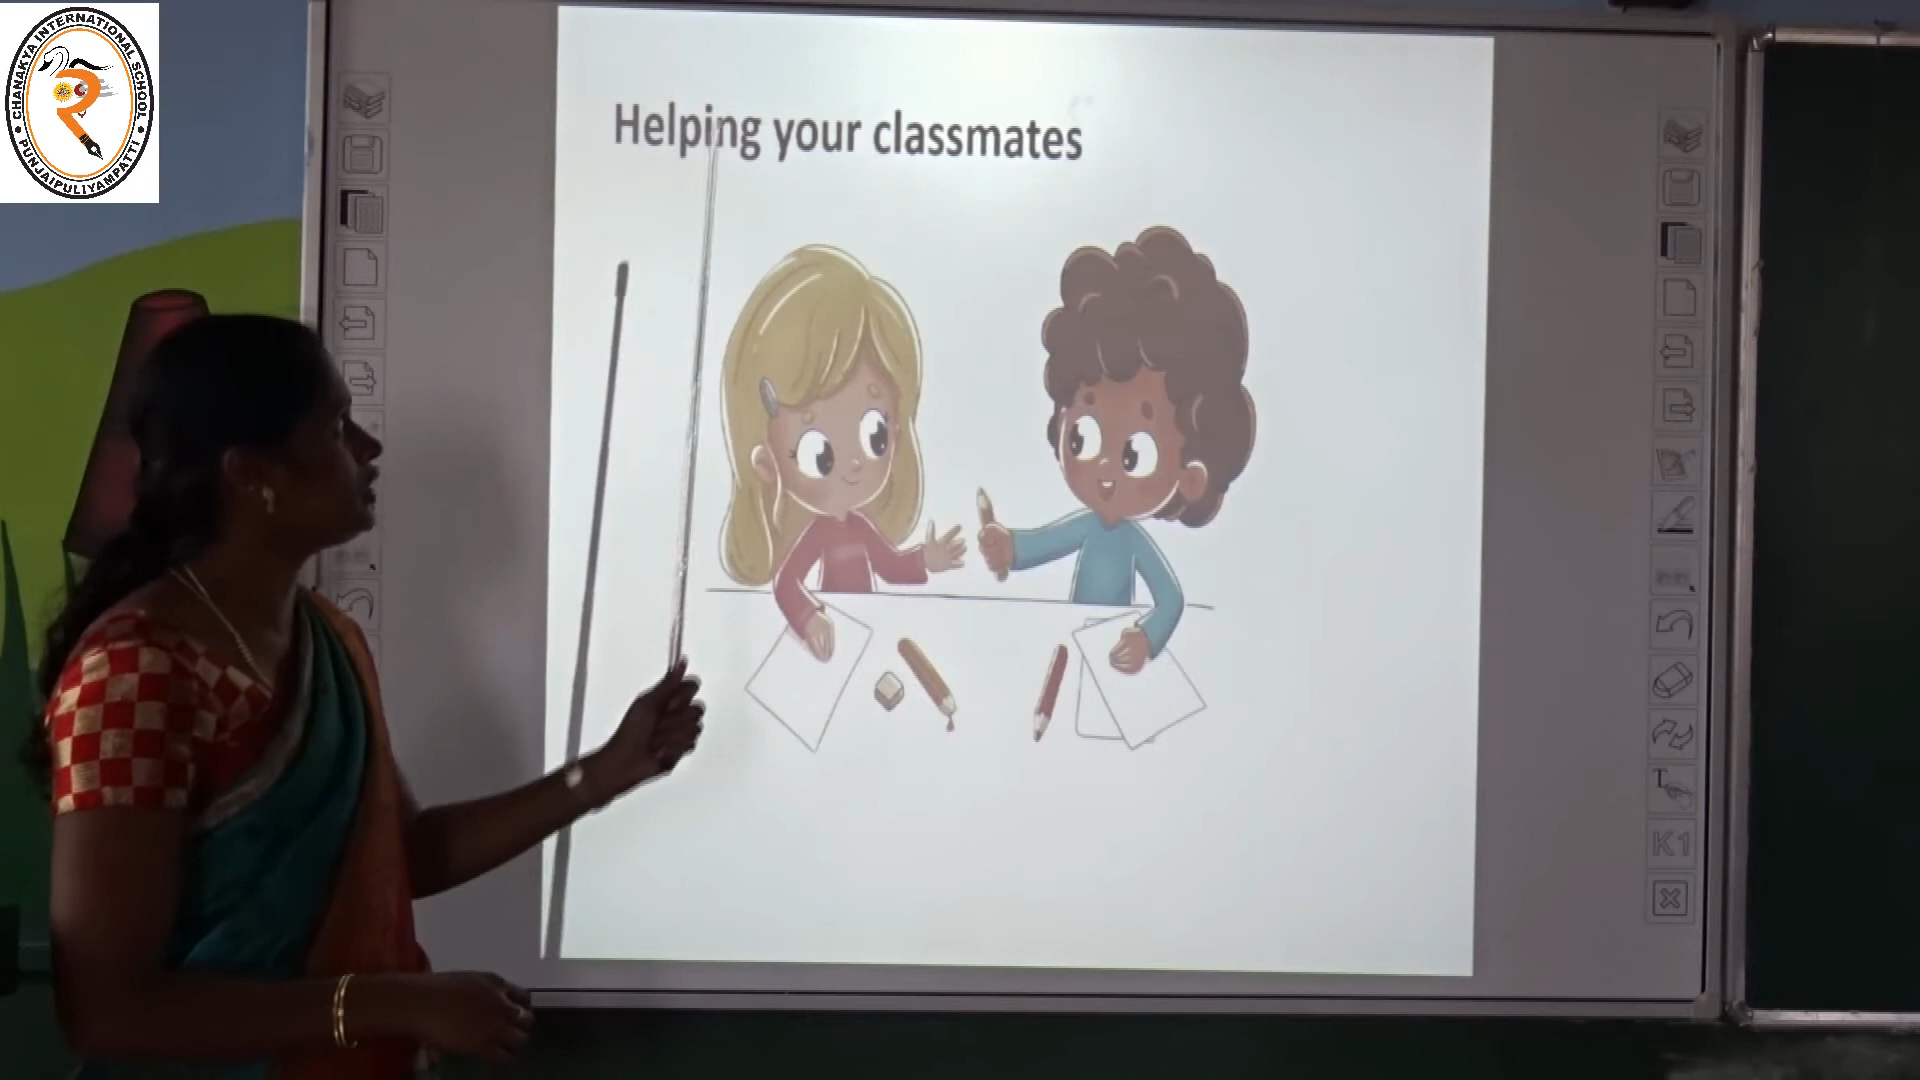 CHANAKYA INTERNATIONAL SCHOOL
• PUNJAIPULIYAMPATTI •
Helping your classmates
T
K1